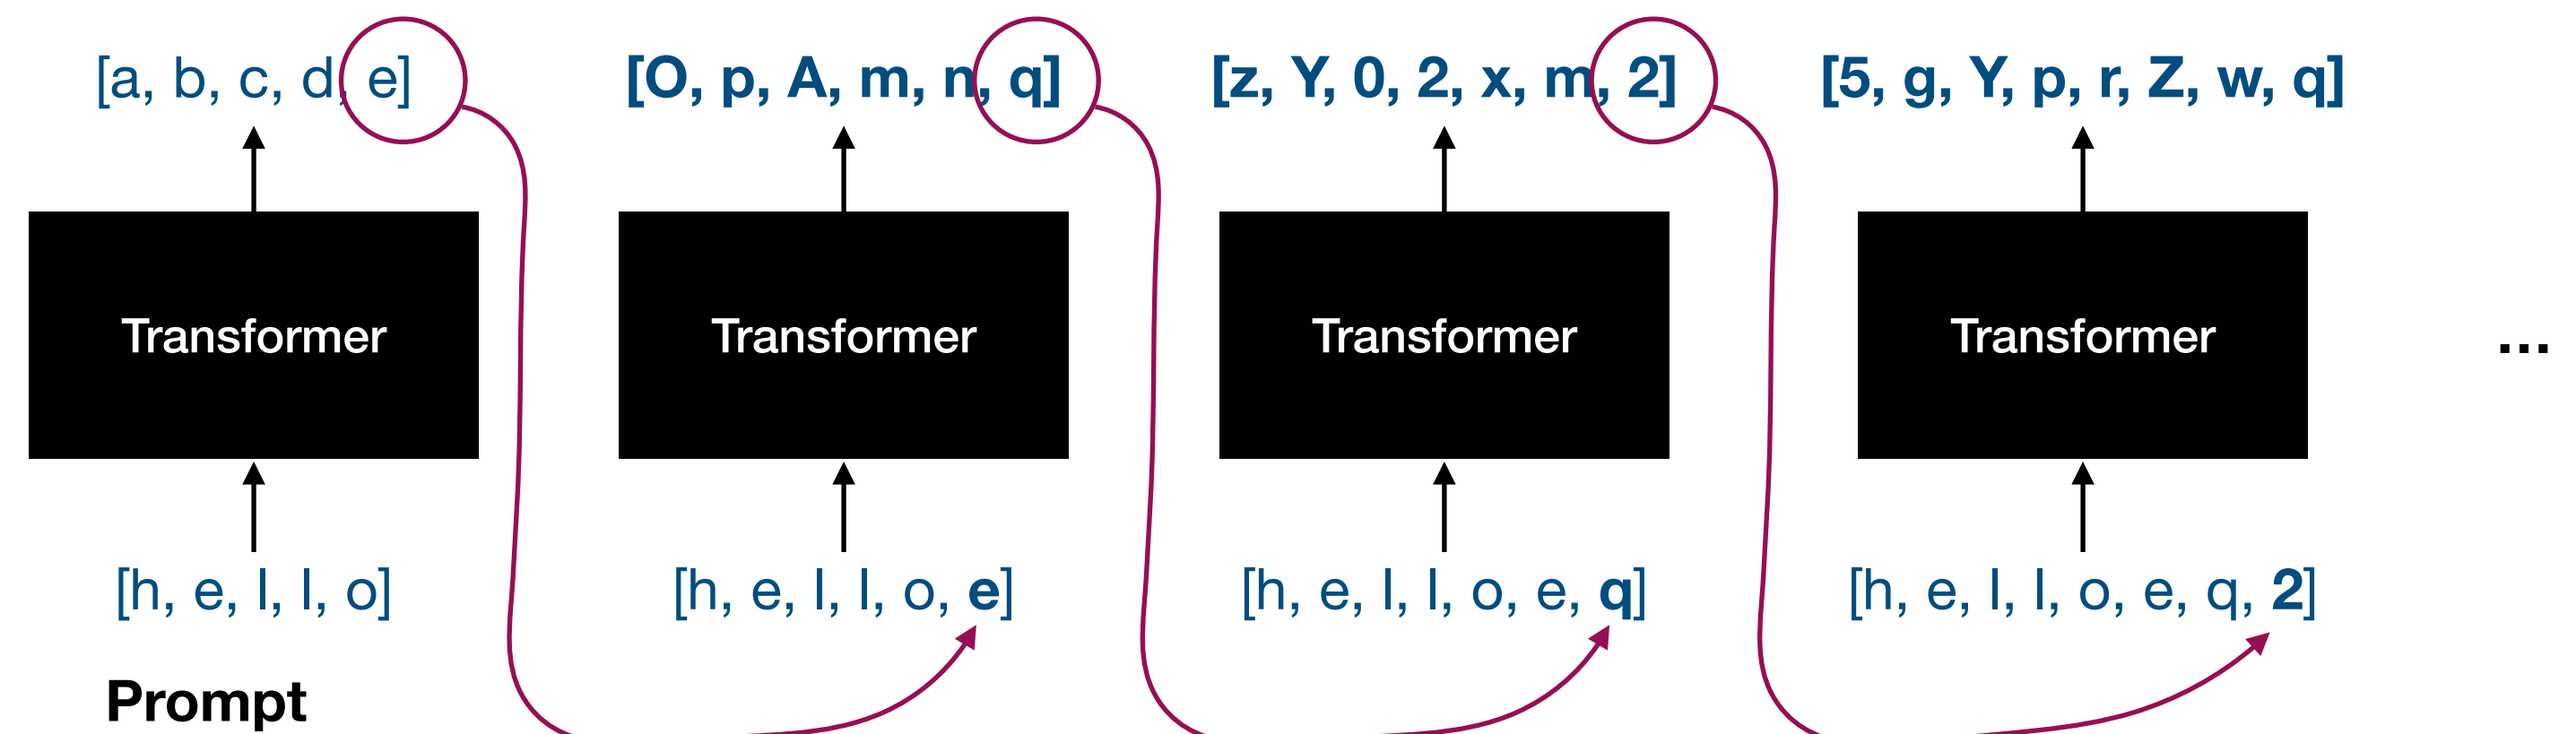 [a, b, c, d, e] [O, p, A, m, n, q] [z, Y, 0, 2, x, m, 2] [5, g, Y, p, r, Z, w, q]
Transformer Transformer Transformer Transformer ...
[h, e, l, l, o] [h, e, l, l, o, e] [h, e, l, l, o, e, q] [h, e, l, l, o, e, q, 2]
Prompt